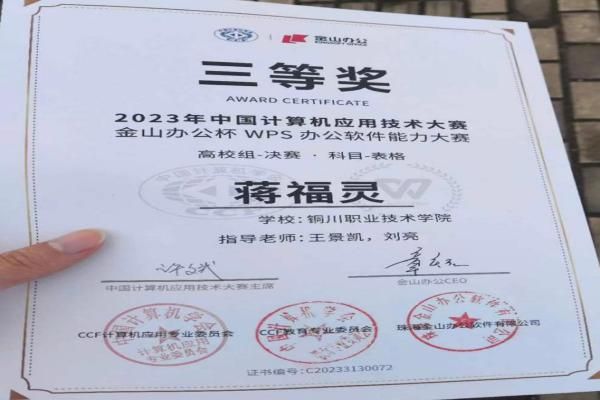 金山办公
KINGSOFT OFFICE
三等奖
AWARD CERTIFICATE
2023年中国计算机应用技术大赛
金山办公杯 WPS 办公软件能力大赛
高校组-决赛 · 科目-表格
蒋福灵
学校: 铜川职业技术学院
指导老师: 王景凯, 刘亮
中国计算机应用技术大赛主席
金山办公CEO
CCF计算机应用专业委员会
CCF教育专业委员会
珠海金山办公软件有限公司
证书编号: C20233130072